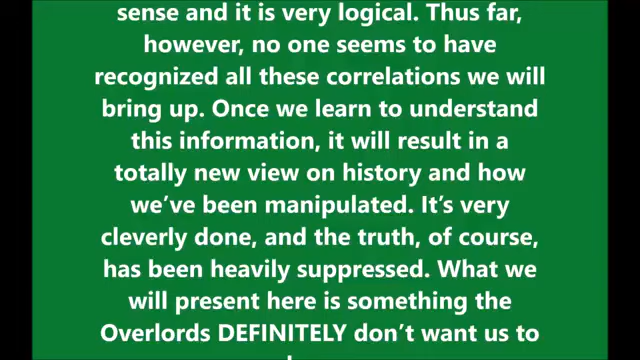 sense and it is very logical. Thus far,
however, no one seems to have
recognized all these correlations we will
bring up. Once we learn to understand
this information, it will result in a
totally new view on history and how
we’ve been manipulated. It’s very
cleverly done, and the truth, of course,
has been heavily suppressed. What we
will present here is something the
Overlords DEFINITELY don’t want us to